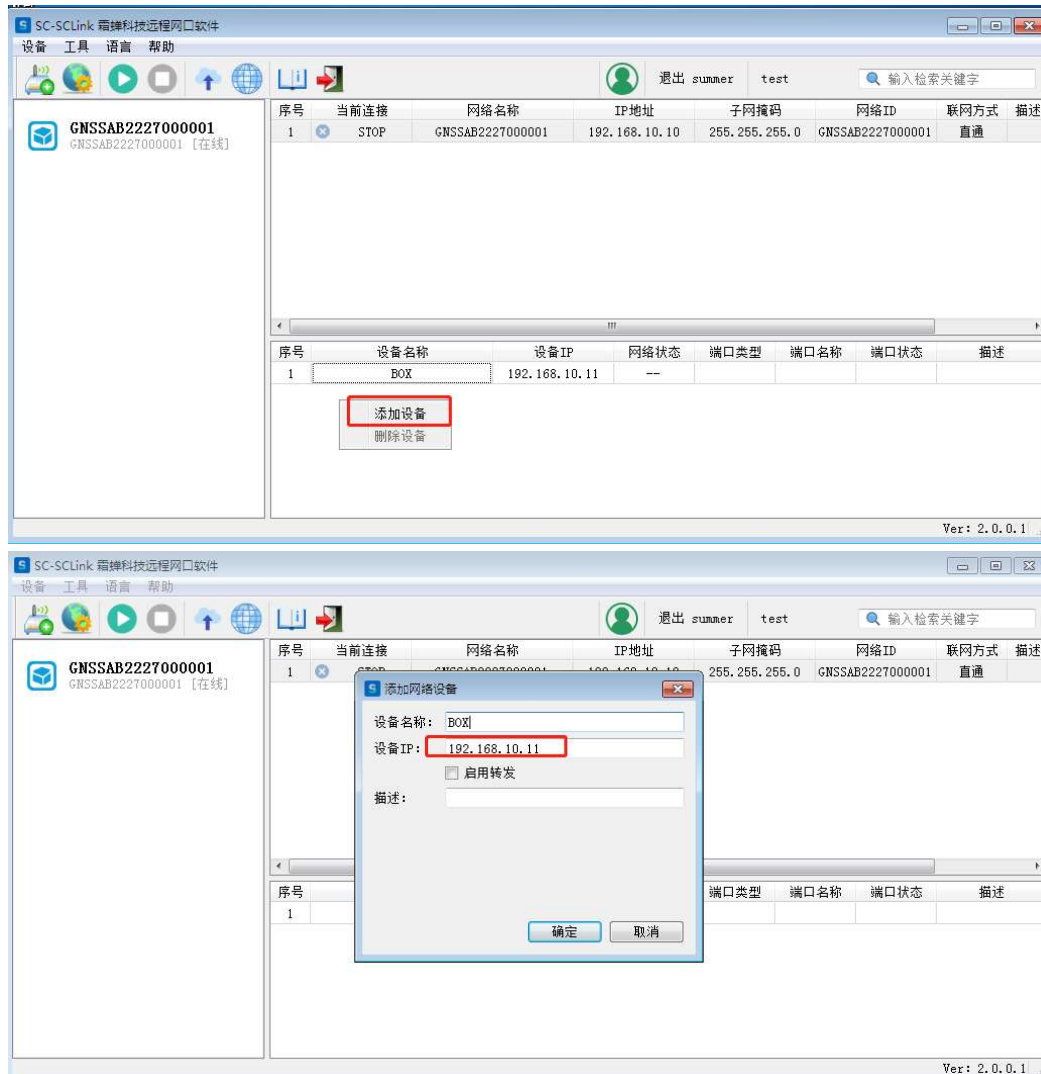 SC-SCLink 霜蝉科技远程网口软件
设备 工具 语言 帮助
退出 summer test 输入检索关键字
GNSSAB2227000001
GNSSAB2227000001 [在线]
序号 当前连接 网络名称 IP地址 子网掩码 网络ID 联网方式 描述
1 STOP GNSSAB2227000001 192.168.10.10 255.255.255.0 GNSSAB2227000001 直通
序号 设备名称 设备IP 网络状态 端口类型 端口名称 端口状态 描述
1 BOX 192.168.10.11 --
添加设备
删除设备
Ver: 2.0.0.1
SC-SCLink 霜蝉科技远程网口软件
设备 工具 语言 帮助
退出 summer test 输入检索关键字
GNSSAB2227000001
GNSSAB2227000001 [在线]
序号 当前连接 网络名称 IP地址 子网掩码 网络ID 联网方式 描述
1 255.255.255.0 GNSSAB2227000001 直通
添加网络设备
设备名称: BOX
设备IP: 192.168.10.11
启用转发
描述:
确定 取消
序号 端口类型 端口名称 端口状态 描述
1
Ver: 2.0.0.1